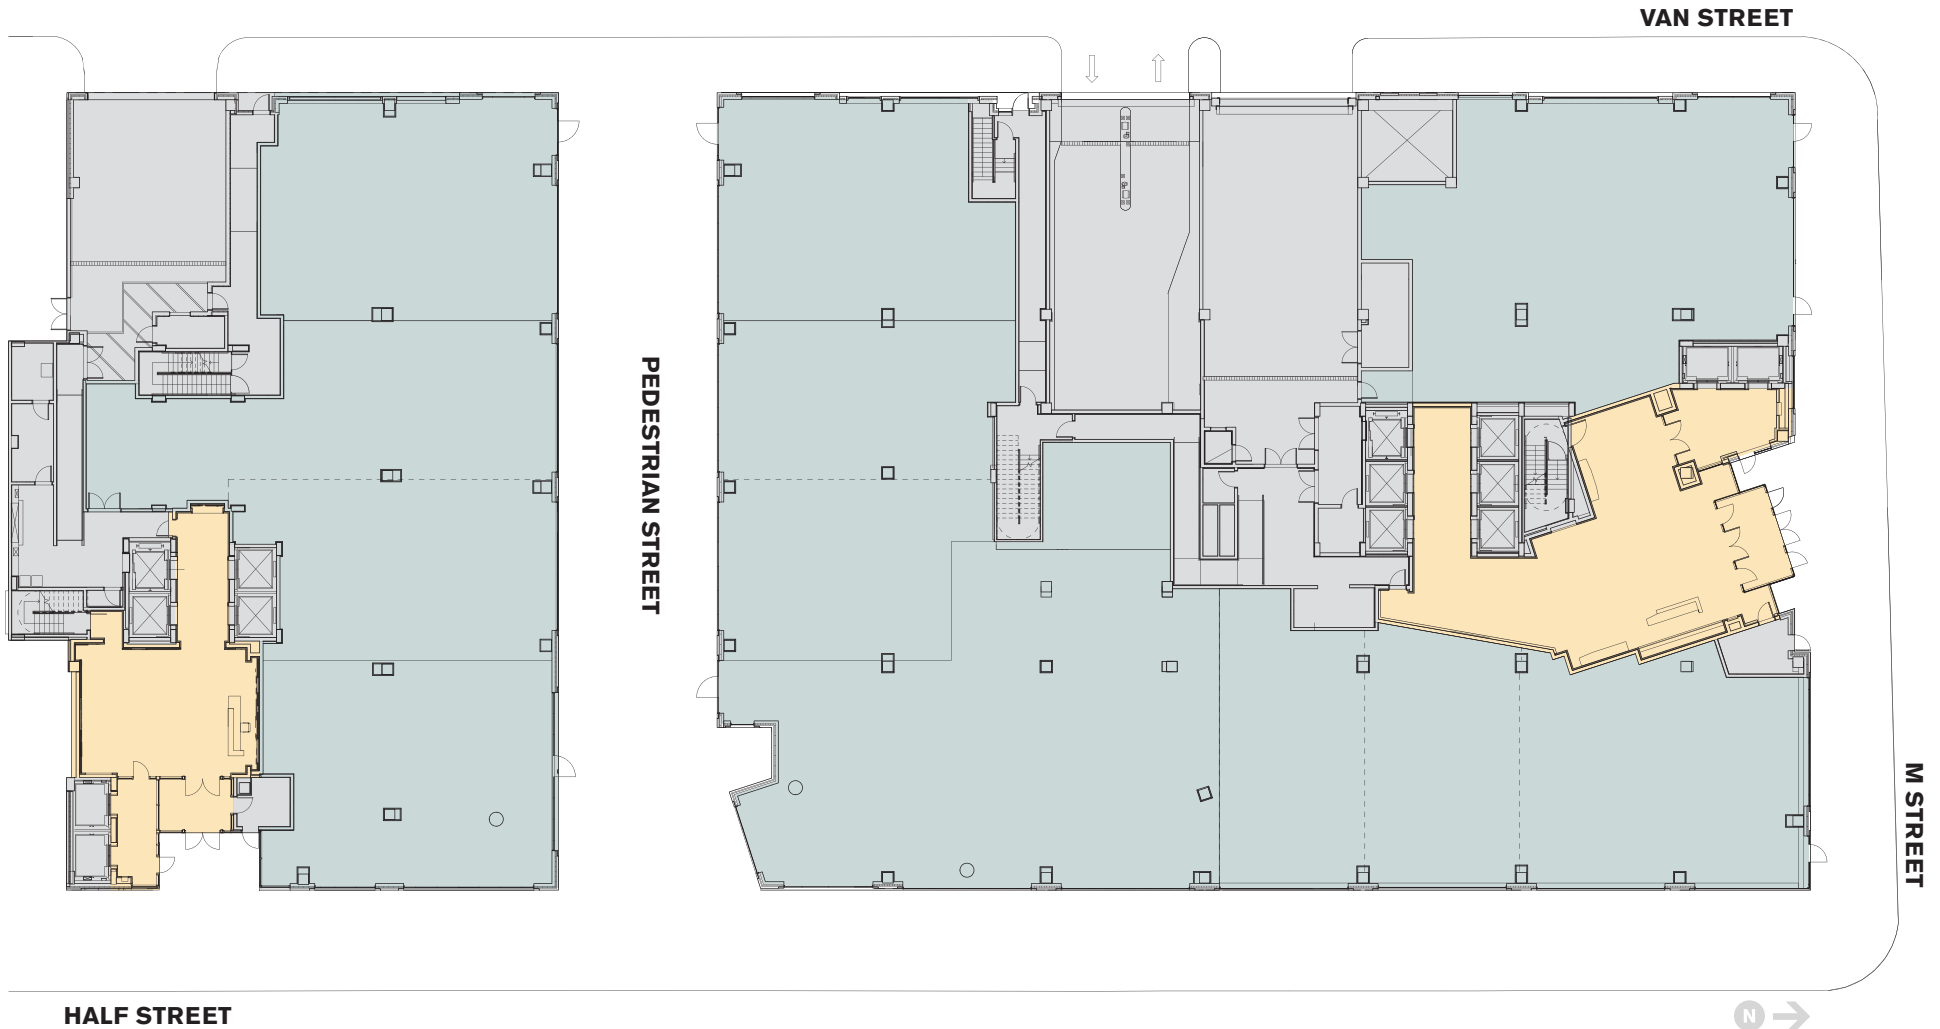 VAN STREET
PEDESTRIAN STREET
M STREET
HALF STREET
N